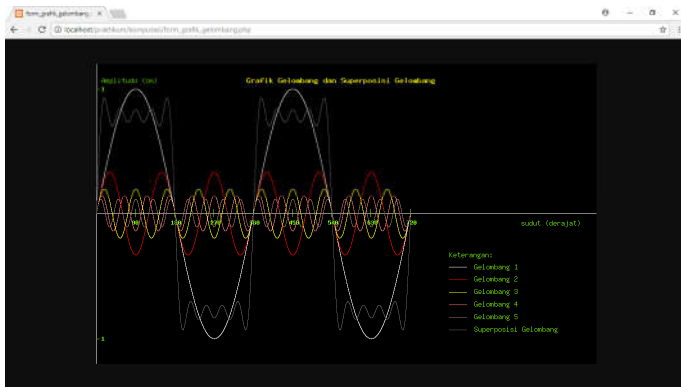 form_grafik_gelombang.
localhost/praktikum/komputasi/form_grafik_gelombang.php
Amplitudo (cm)
Grafik Gelombang dan Superposisi Gelombang
1
90 180 270 360 450 540 630 720
sudut (derajat)
Keterangan:
Gelombang 1
Gelombang 2
Gelombang 3
Gelombang 4
Gelombang 5
Superposisi Gelombang
-1